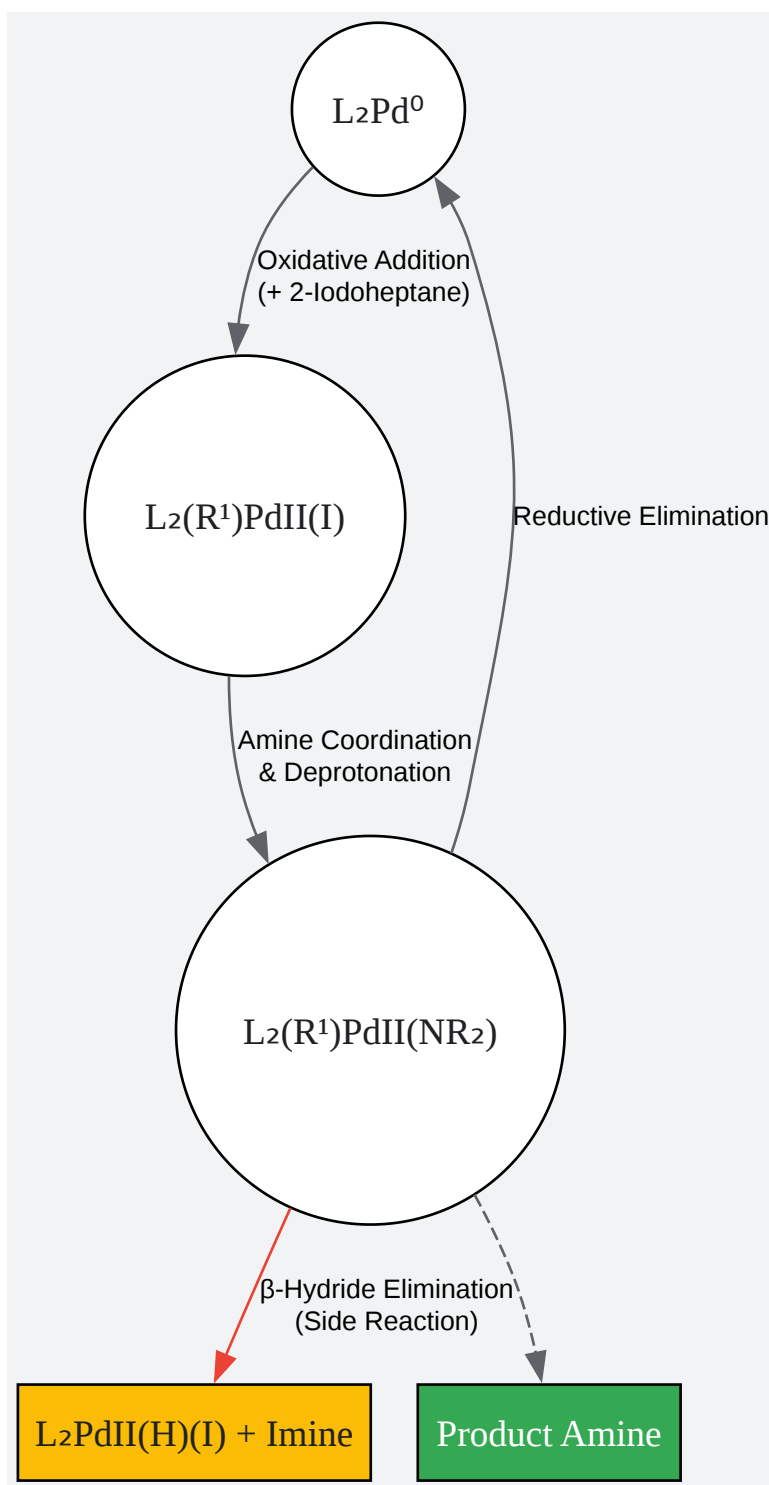 L₂Pd⁰
Oxidative Addition
(+ 2-Iodoheptane)
L₂(R¹)PdII(I)
Reductive Elimination
Amine Coordination
& Deprotonation
L₂(R¹)PdII(NR₂)
β-Hydride Elimination
(Side Reaction)
L₂PdII(H)(I) + Imine
Product Amine